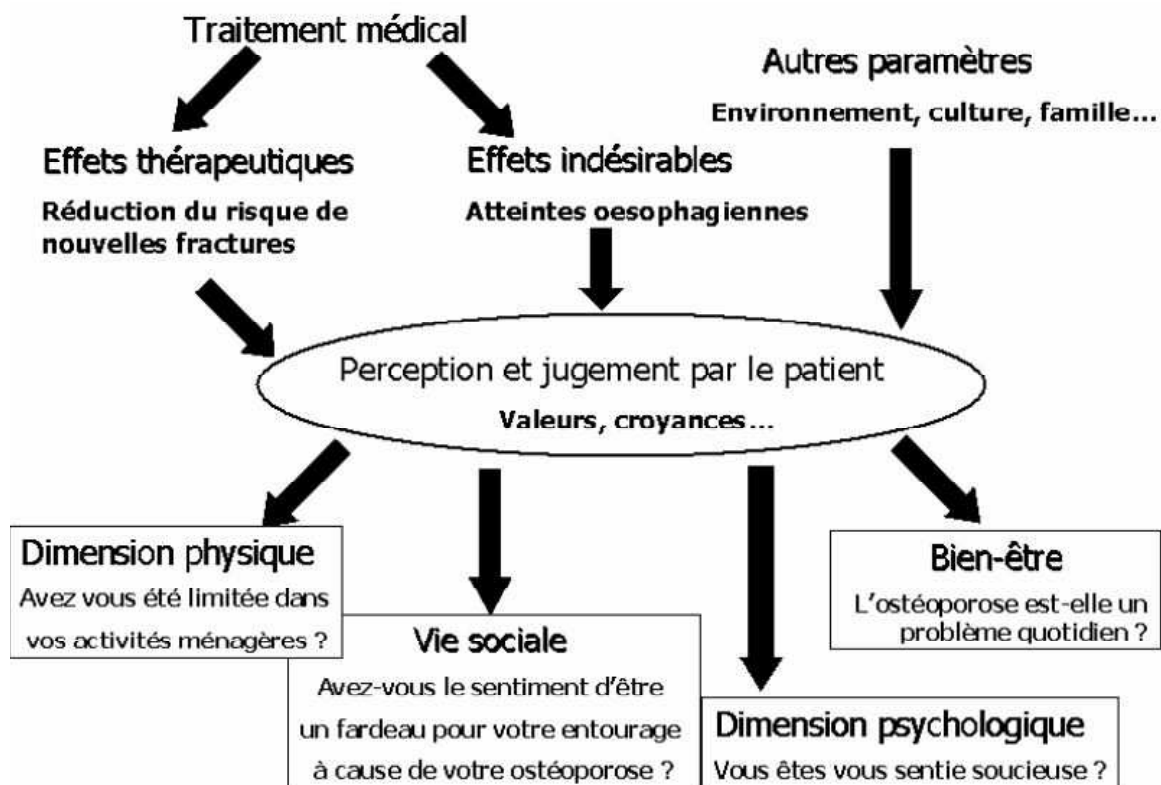 Traitement médical
Autres paramètres
Environnement, culture, famille...
Effets thérapeutiques
Réduction du risque de
nouvelles fractures
Effets indésirables
Atteintes oesophagiennes
Perception et jugement par le patient
Valeurs, croyances...
Dimension physique
Avez vous été limitée dans
vos activités ménagères ?
Vie sociale
Avez-vous le sentiment d'être
un fardeau pour votre entourage
à cause de votre ostéoporose ?
Dimension psychologique
Vous êtes vous sentie soucieuse ?
Bien-être
L'ostéoporose est-elle un
problème quotidien ?